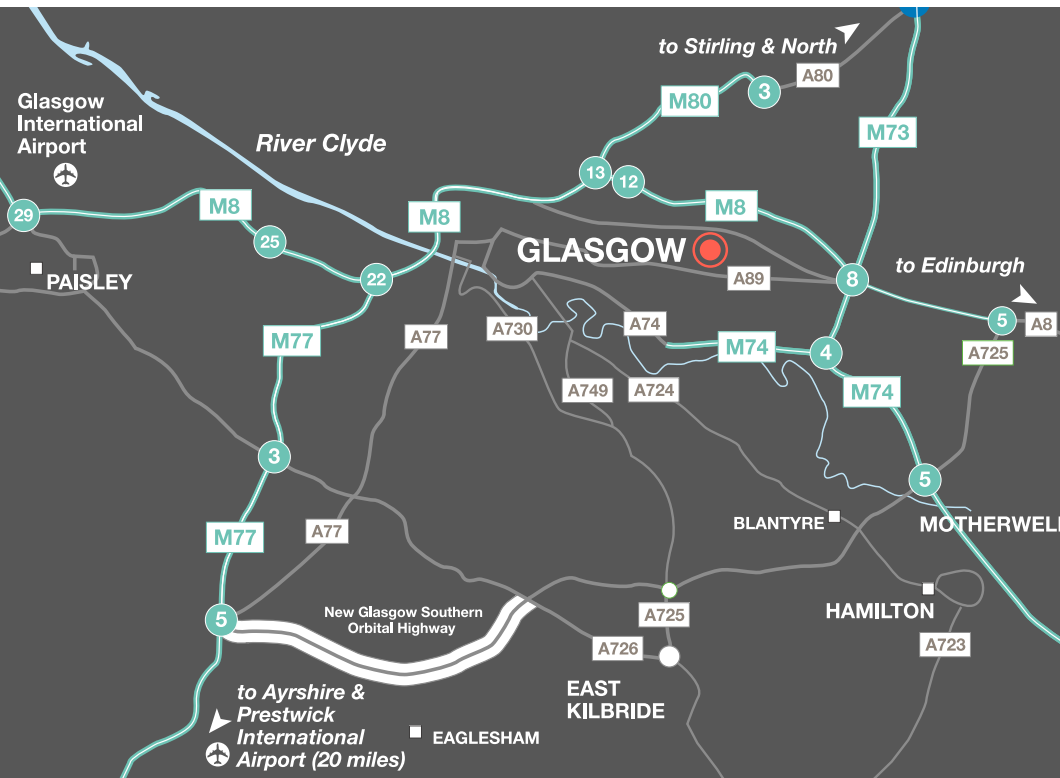 to Stirling & North
A80
3
M80
Glasgow
International
Airport
M73
River Clyde
13
12
M8
M8
M8
29
25
GLASGOW
to Edinburgh
PAISLEY
22
A89
8
5
A8
M77
A77
A730
A74
M74
4
A725
A749
A724
M74
3
5
BLANTYRE
MOTHERWELL
M77
A77
New Glasgow Southern
Orbital Highway
5
A725
HAMILTON
A726
A723
EAST
KILBRIDE
to Ayrshire &
Prestwick
International
Airport (20 miles)
EAGLESHAM